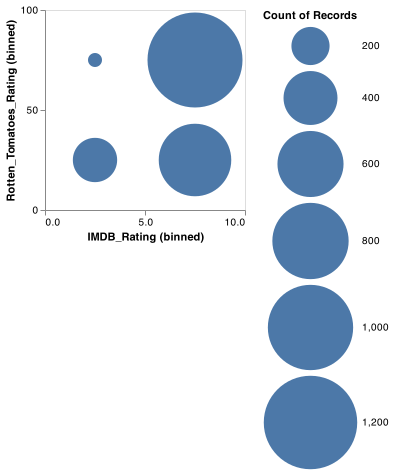 100
50
0
Rotten_Tomatoes_Rating (binned)
0.0 5.0 10.0
IMDB_Rating (binned)
Count of Records
200
400
600
800
1,000
1,200